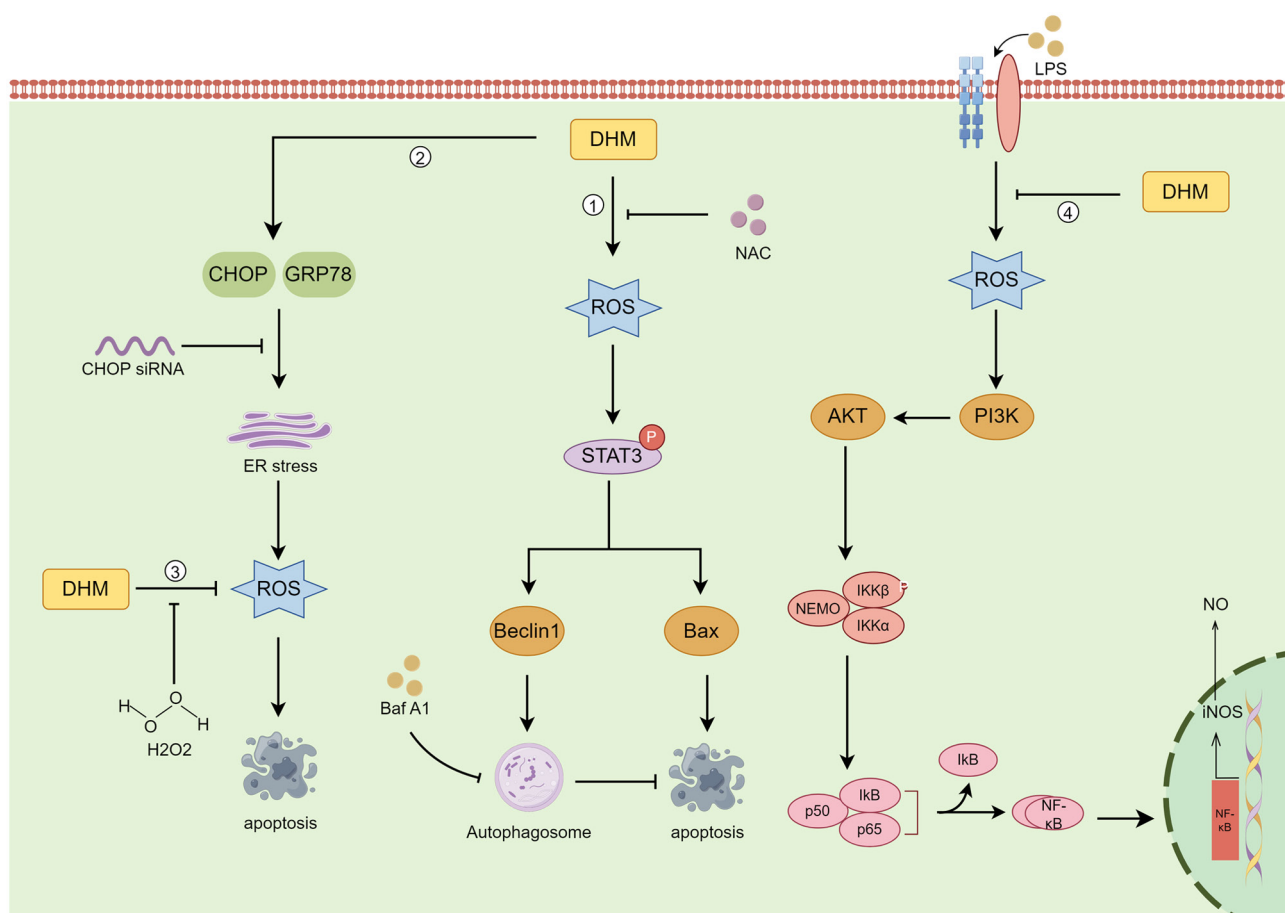 LPS
DHM
②
①
④
DHM
NAC
CHOP
GRP78
ROS
ROS
CHOP siRNA
AKT
PI3K
P
STAT3
ER stress
③
DHM
ROS
IKKβ
P
NEMO
IKKα
NO
Beclin1
Bax
H
O
O
H
H2O2
Baf A1
iNOS
IkB
IkB
p50
p65
NF-
κB
NF-
κB
apoptosis
Autophagosome
apoptosis